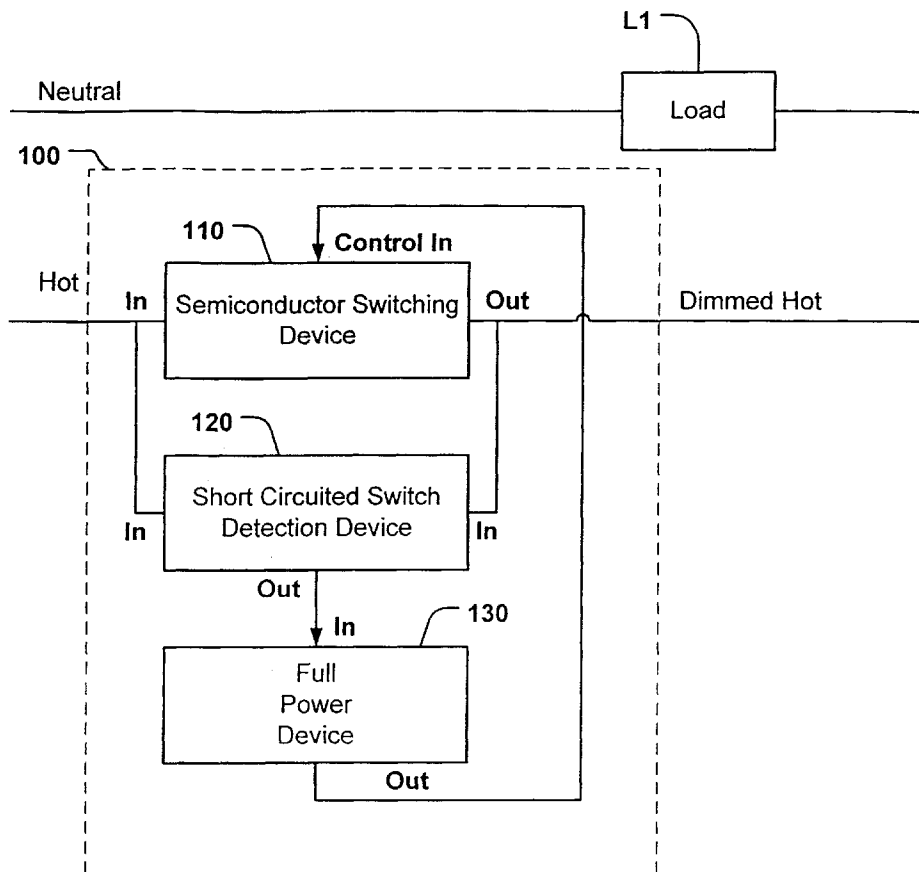 L1
Neutral
Load
100
110
Control In
Hot
In
Semiconductor Switching
Device
Out
Dimmed Hot
120
Short Circuited Switch
Detection Device
In
In
Out
In
130
Full
Power
Device
Out